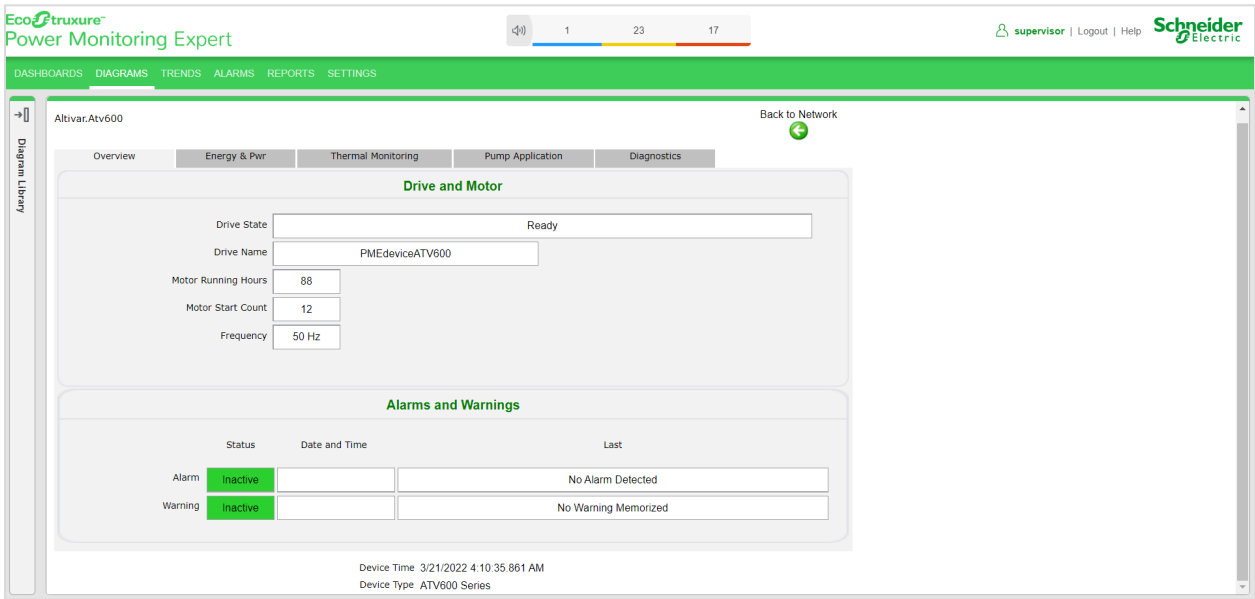 EcoStruxure™
Power Monitoring Expert
1 23 17
supervisor | Logout | Help
Schneider Electric
DASHBOARDS DIAGRAMS TRENDS ALARMS REPORTS SETTINGS
Diagram Library
Altivar.Atv600
Back to Network
Overview Energy & Pwr Thermal Monitoring Pump Application Diagnostics
Drive and Motor
Drive State Ready
Drive Name PMEdeviceATV600
Motor Running Hours 88
Motor Start Count 12
Frequency 50 Hz
Alarms and Warnings
Status Date and Time Last
Alarm Inactive No Alarm Detected
Warning Inactive No Warning Memorized
Device Time 3/21/2022 4:10:35.861 AM
Device Type ATV600 Series